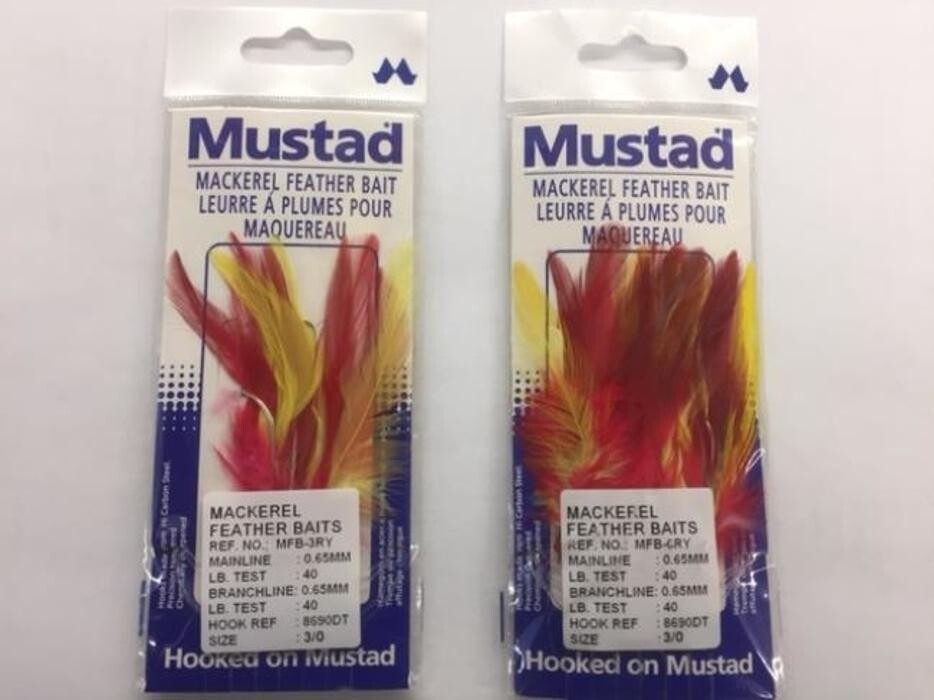 Mustad
MACKEREL FEATHER BAIT
LEURRE Á PLUMES POUR
MAQUEREAU
MACKEREL
FEATHER BAITS
REF. NO.: MFB-3RY
MAINLINE : 0.65MM
LB. TEST : 40
BRANCHLINE: 0.65MM
LB. TEST : 40
HOOK REF : 8690DT
SIZE : 3/0
Hooked on Mustad
Mustad
MACKEREL FEATHER BAIT
LEURRE Á PLUMES POUR
MAQUEREAU
MACKEREL
FEATHER BAITS
REF. NO.: MFB-6RY
MAINLINE : 0.65MM
LB. TEST : 40
BRANCHLINE: 0.65MM
LB. TEST : 40
HOOK REF : 8690DT
SIZE : 3/0
Hooked on Mustad